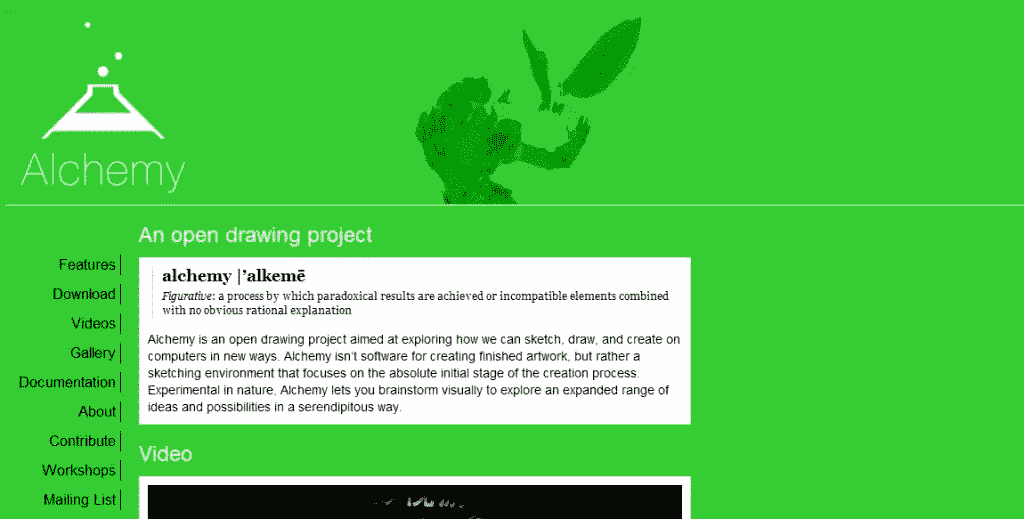 Alchemy
An open drawing project
Features
Download
Videos
Gallery
Documentation
About
Contribute
Workshops
Mailing List
alchemy |’alkemē
Figurative: a process by which paradoxical results are achieved or incompatible elements combined
with no obvious rational explanation
Alchemy is an open drawing project aimed at exploring how we can sketch, draw, and create on
computers in new ways. Alchemy isn’t software for creating finished artwork, but rather a
sketching environment that focuses on the absolute initial stage of the creation process.
Experimental in nature, Alchemy lets you brainstorm visually to explore an expanded range of
ideas and possibilities in a serendipitous way.
Video